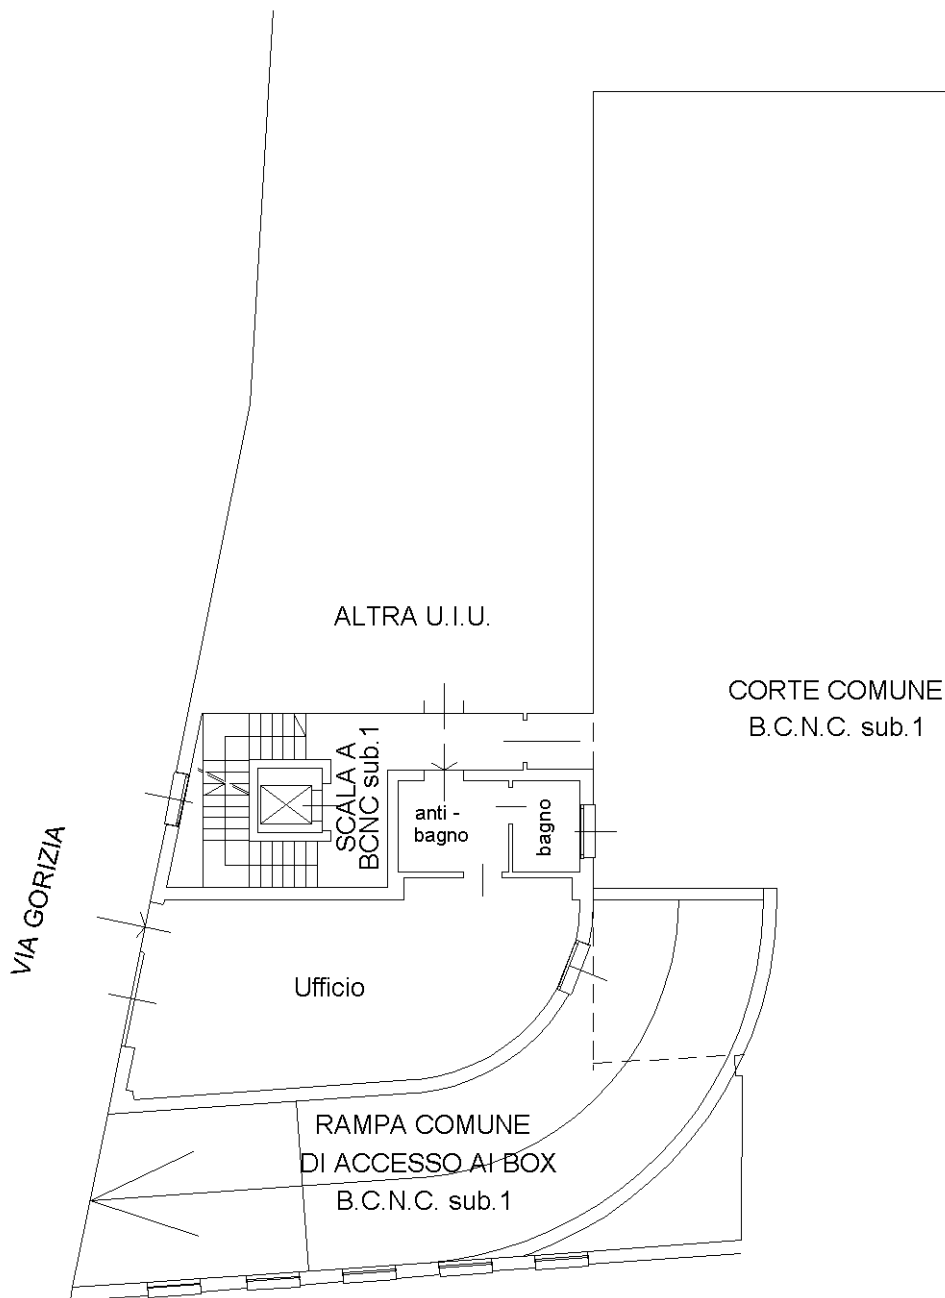 ALTRA U.I.U.
CORTE COMUNE
B.C.N.C. sub.1
SCALA A
BCNC sub.1
anti -
bagno
bagno
VIA GORIZIA
Ufficio
RAMPA COMUNE
DI ACCESSO AI BOX
B.C.N.C. sub.1